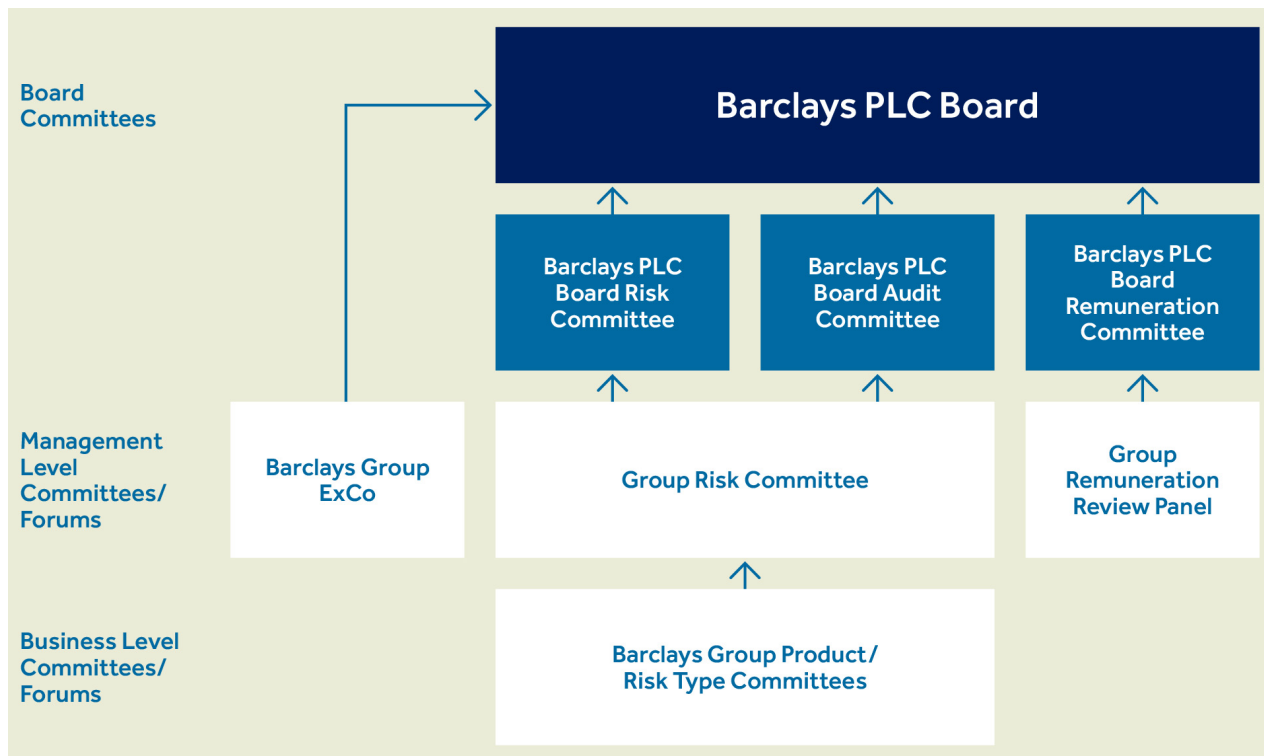 Board
Committees
Barclays PLC Board
Barclays PLC
Board Risk
Committee
Barclays PLC
Board Audit
Committee
Barclays PLC
Board
Remuneration
Committee
Management
Level
Committees/
Forums
Barclays Group
ExCo
Group Risk Committee
Group
Remuneration
Review Panel
Business Level
Committees/
Forums
Barclays Group Product/
Risk Type Committees